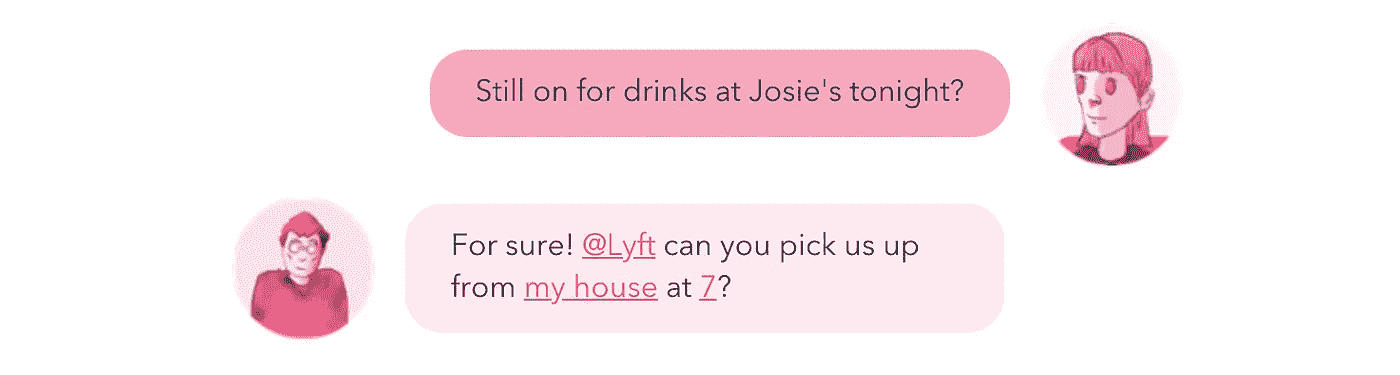 Still on for drinks at Josie's tonight?
For sure! @Lyft can you pick us up
from my house at 7?